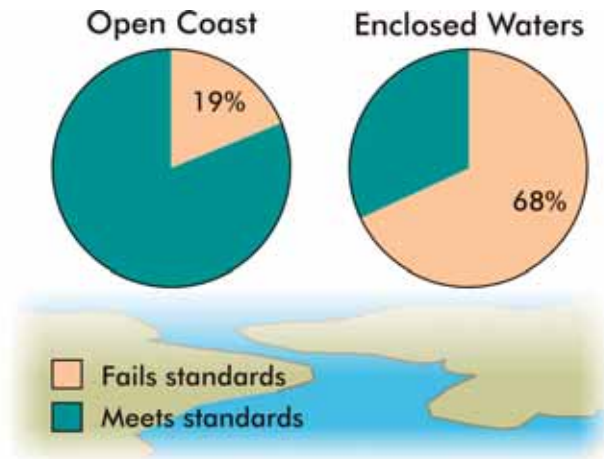 Open Coast
Enclosed Waters
19%
68%
Fails standards
Meets standards